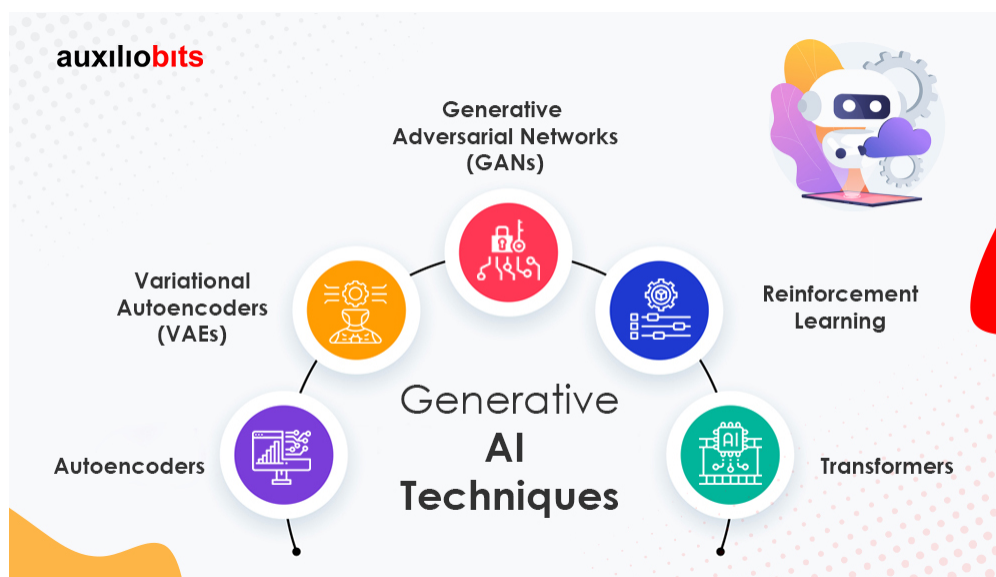 auxiliobits
Generative
Adversarial Networks
(GANs)
Variational
Autoencoders
(VAEs)
Reinforcement
Learning
Generative
AI
Techniques
Autoencoders
Transformers
AI